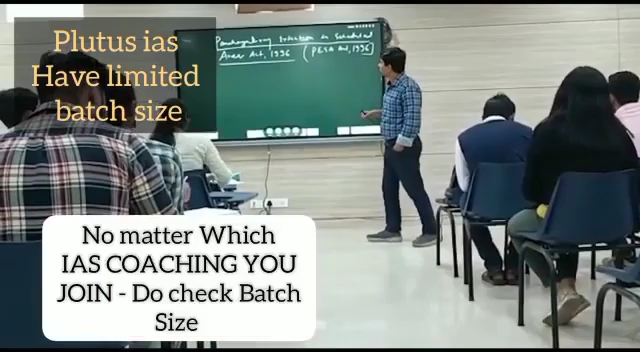 Plutus ias
Have limited
batch size
Area Act, 1996 (PESA Act, 1996)
No matter Which
IAS COACHING YOU
JOIN - Do check Batch
Size